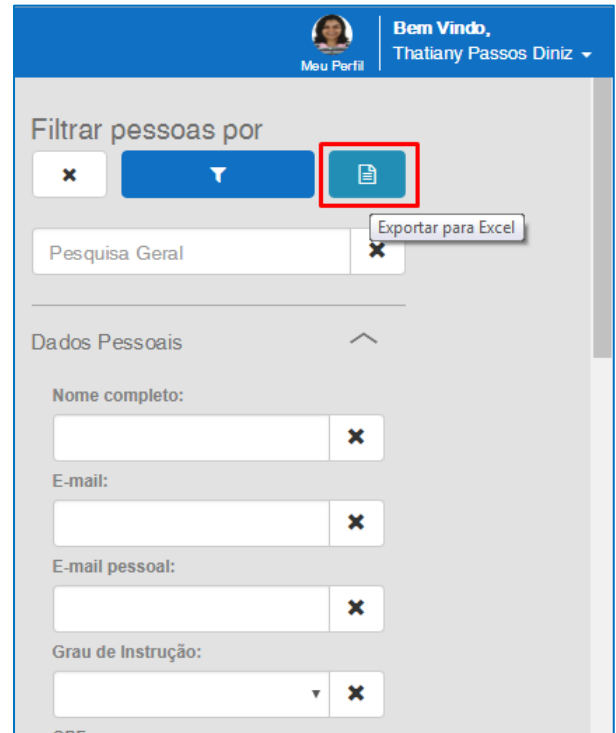 Bem Vindo,
Thatiany Passos Diniz
Meu Perfil
Filtrar pessoas por
Exportar para Excel
Pesquisa Geral
Dados Pessoais
Nome completo:
E-mail:
E-mail pessoal:
Grau de Instrução: